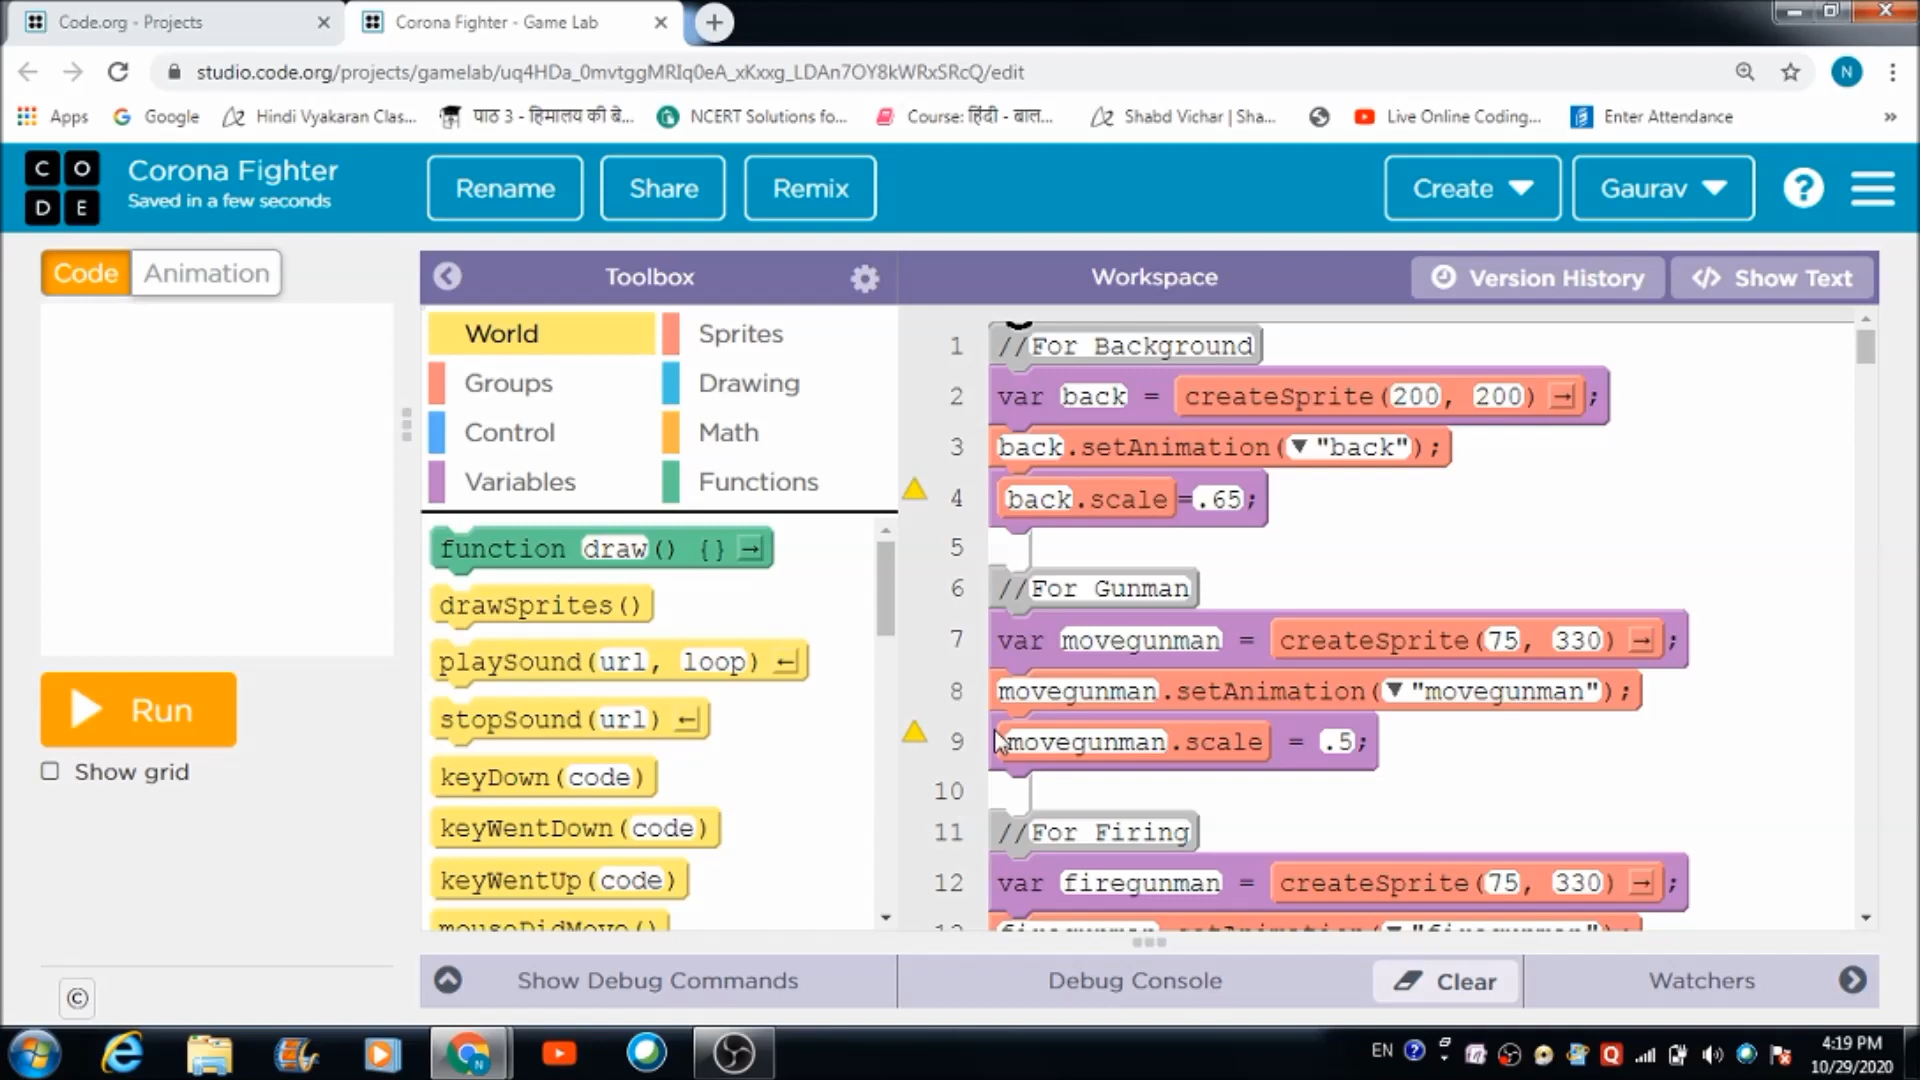 Code.org - Projects
Corona Fighter - Game Lab
studio.code.org/projects/gamelab/uq4HDa_0mvtggMRIq0eA_xKxxg_LDAn7OY8kWRxSRcQ/edit
N
Apps
Google
Hindi Vyakaran Clas...
पाठ 3 - हिमालय की बे...
NCERT Solutions fo...
Course: हिंदी - बाल...
Shabd Vichar | Sha...
Live Online Coding...
Enter Attendance
»
C O
D E
Corona Fighter
Saved in a few seconds
Rename
Share
Remix
Create
Gaurav
?
Code
Animation
Toolbox
Workspace
Version History
</> Show Text
World
Sprites
Groups
Drawing
Control
Math
Variables
Functions
function draw() {} →
drawSprites()
playSound(url, loop) ←
stopSound(url) ←
keyDown(code)
keyWentDown(code)
keyWentUp(code)
mouseDidMove()
1 //For Background
2 var back = createSprite(200, 200) → ;
3 back.setAnimation(▼ "back");
4 back.scale=.65;
5
6 //For Gunman
7 var movegunman = createSprite(75, 330) → ;
8 movegunman.setAnimation(▼ "movegunman");
9 movegunman.scale = .5;
10
11 //For Firing
12 var firegunman = createSprite(75, 330) → ;
13 firegunman.setAnimation(▼ "firegunman");
Run
Show grid
©
Show Debug Commands
Debug Console
Clear
Watchers
EN
4:19 PM
10/29/2020